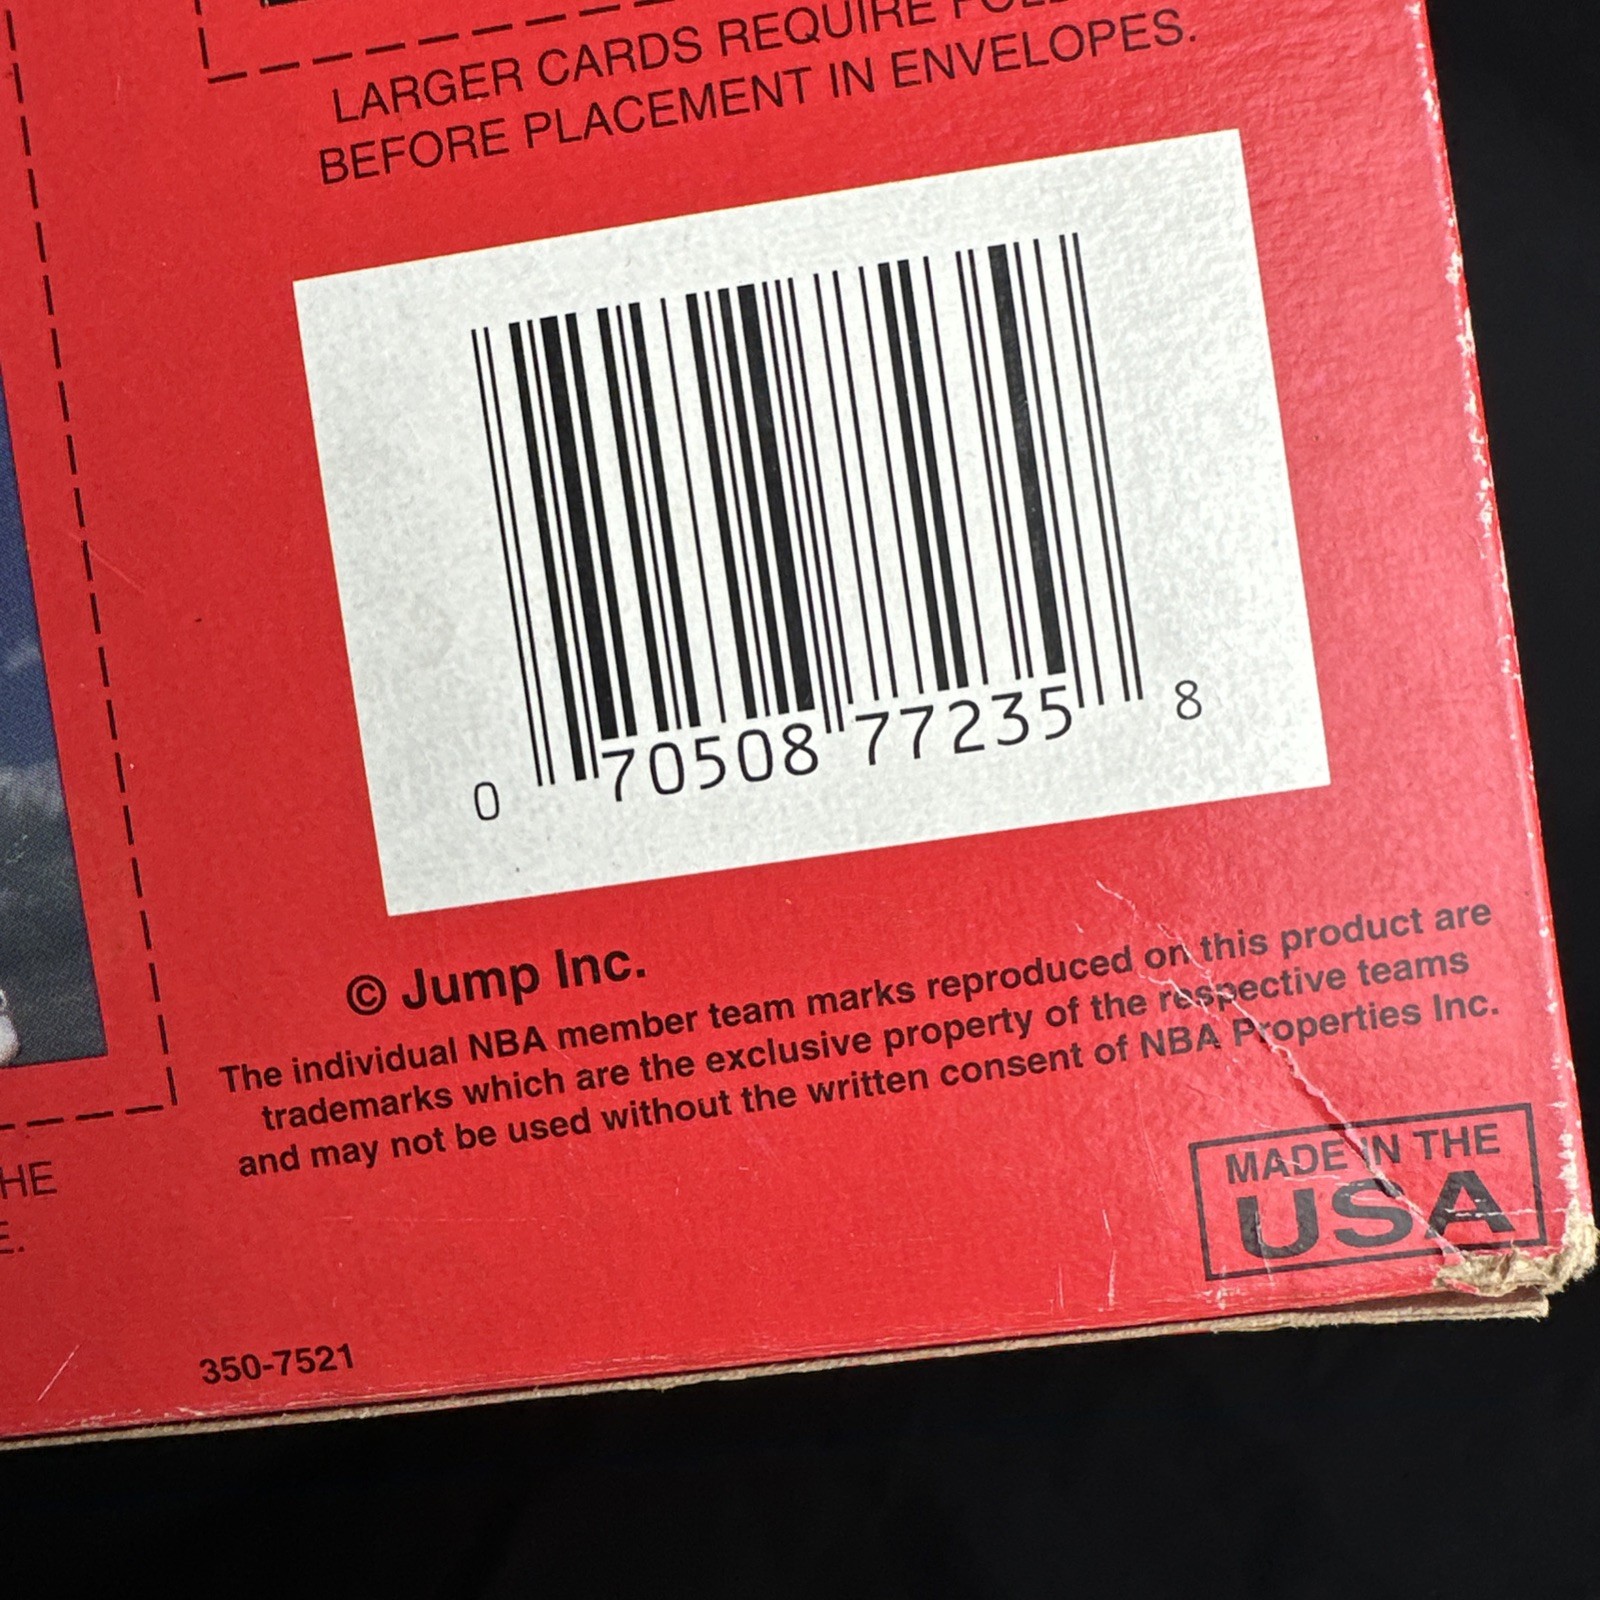 LARGER CARDS REQUIRE
BEFORE PLACEMENT IN ENVELOPES.
0 70508 77235 8
© Jump Inc.
The individual NBA member team marks reproduced on this product are
trademarks which are the exclusive property of the respective teams
and may not be used without the written consent of NBA Properties Inc.
MADE IN THE
USA
HE
E.
350-7521